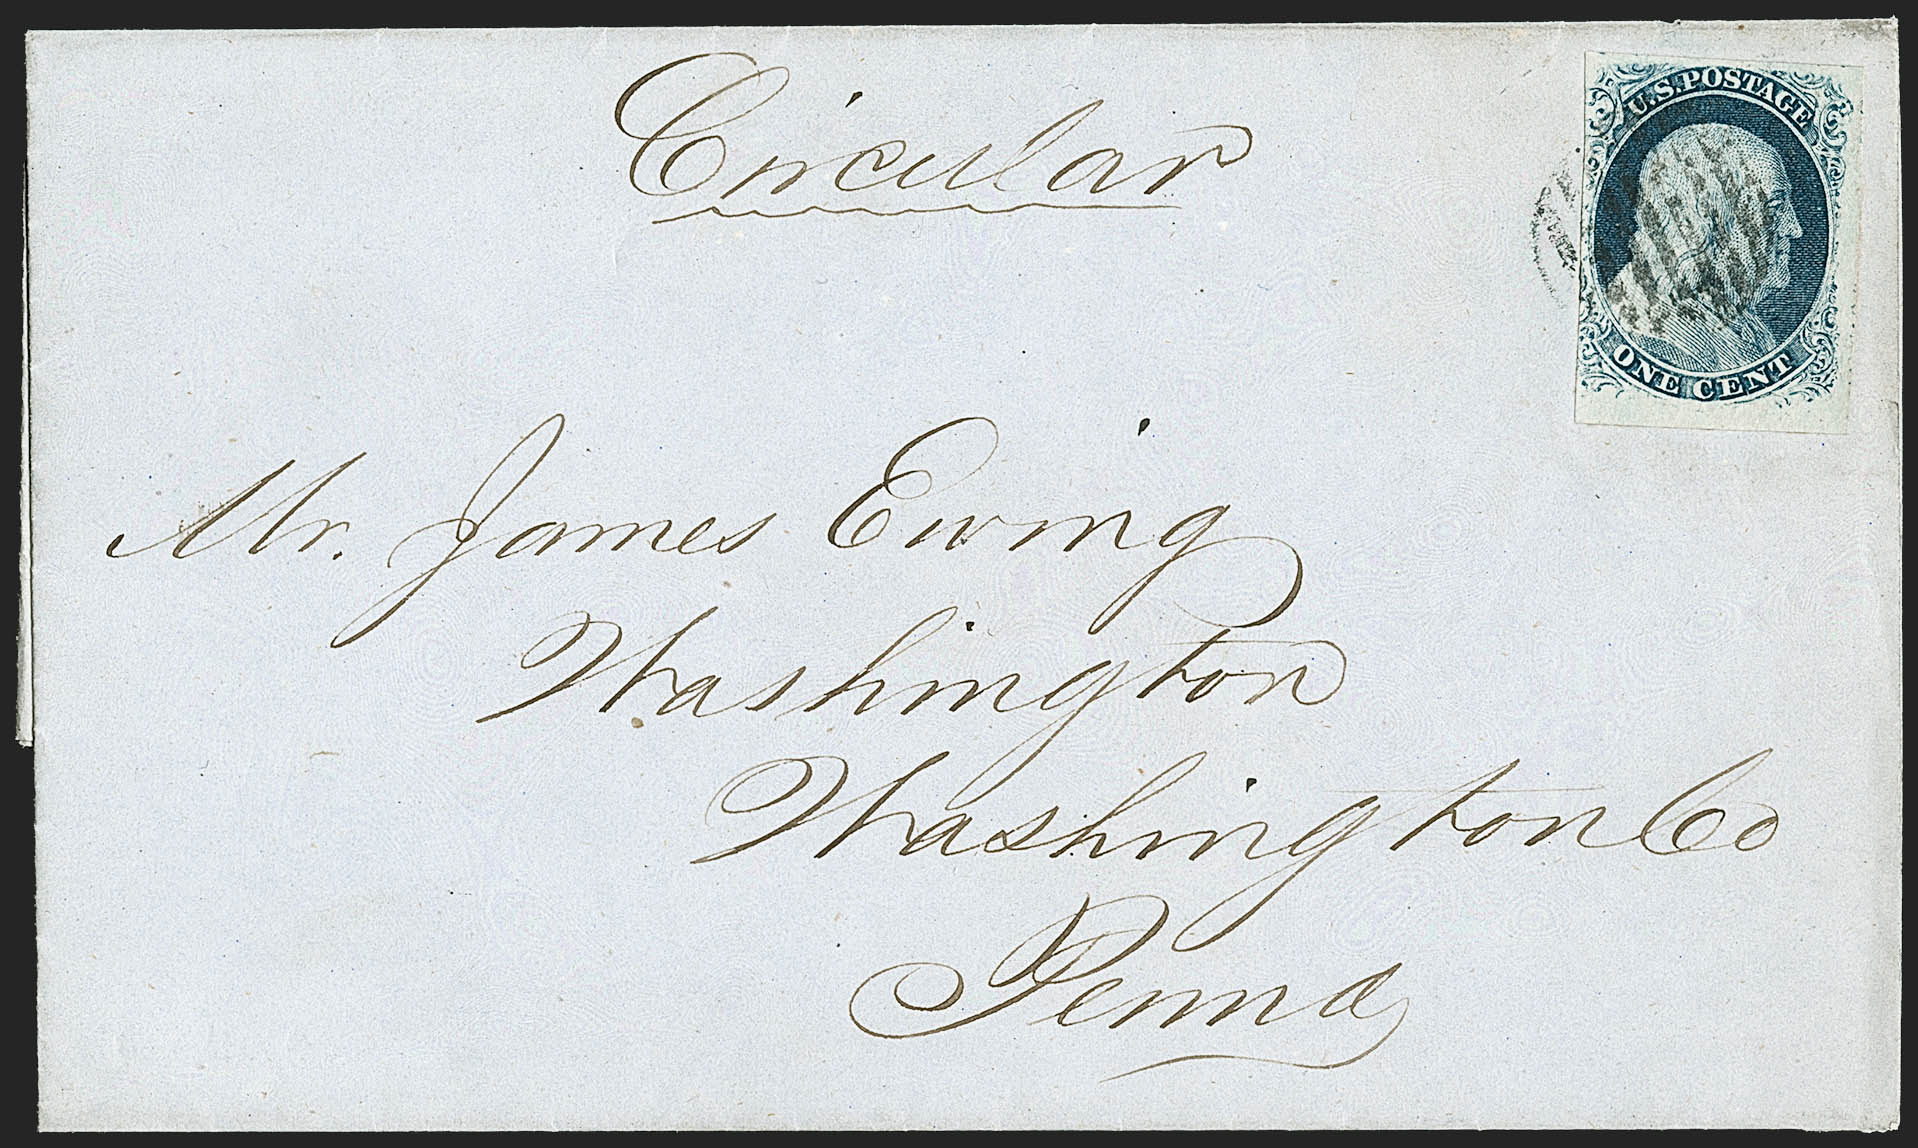 Circular
U.S. POSTAGE
ONE CENT
Mr. James Ewing
Washington
Washington Co
Penna